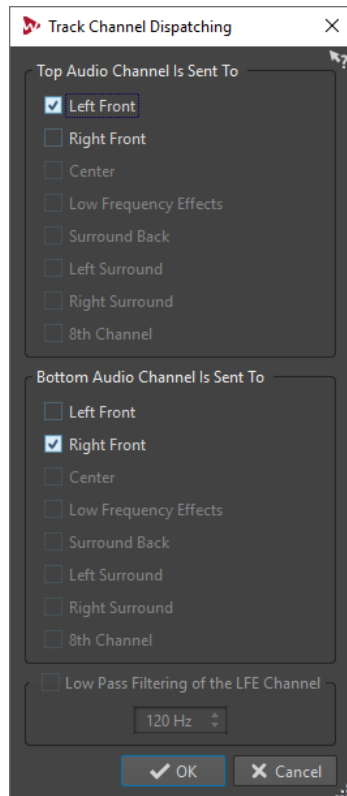 Track Channel Dispatching
Top Audio Channel Is Sent To
Left Front
Right Front
Center
Low Frequency Effects
Surround Back
Left Surround
Right Surround
8th Channel
Bottom Audio Channel Is Sent To
Left Front
Right Front
Center
Low Frequency Effects
Surround Back
Left Surround
Right Surround
8th Channel
Low Pass Filtering of the LFE Channel
120 Hz
OK Cancel